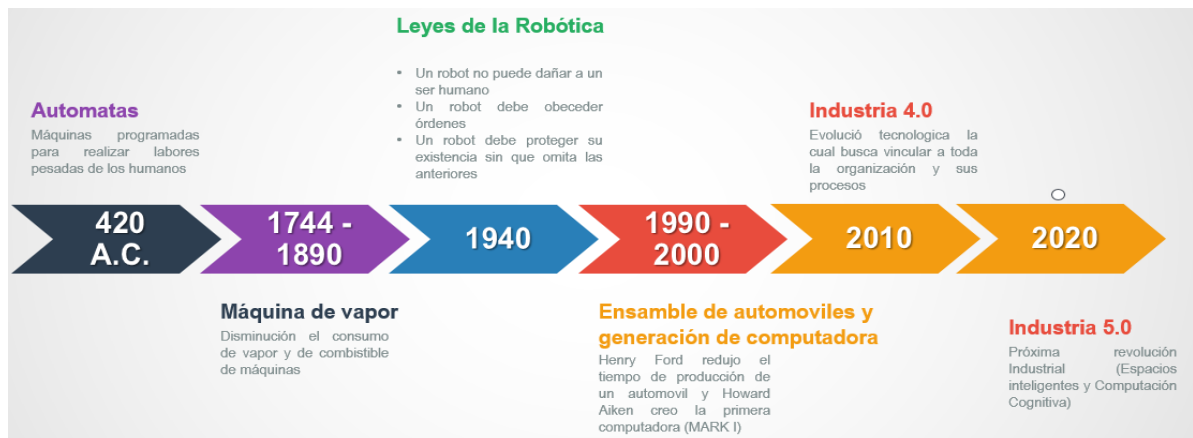 Leyes de la Robótica
• Un robot no puede dañar a un
ser humano
• Un robot debe obeceder
órdenes
• Un robot debe proteger su
existencia sin que omita las
anteriores
Automatas
Máquinas programadas
para realizar labores
pesadas de los humanos
Industria 4.0
Evolució tecnologica la
cual busca vincular a toda
la organización y sus
procesos
420
A.C.
1744 -
1890
1940
1990 -
2000
2010
2020
Máquina de vapor
Disminución el consumo
de vapor y de combistible
de máquinas
Ensamble de automoviles y
generación de computadora
Henry Ford redujo el
tiempo de producción de
un automovil y Howard
Aiken creo la primera
computadora (MARK I)
Industria 5.0
Próxima revolución
Industrial (Espacios
inteligentes y Computación
Cognitiva)